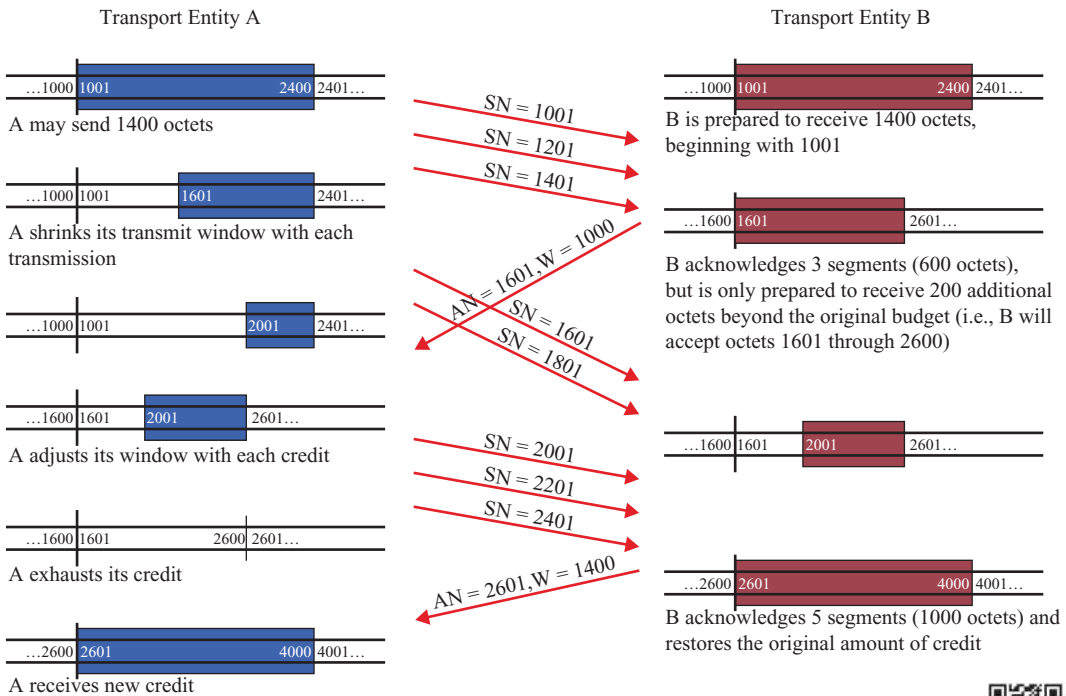 Transport Entity A
Transport Entity B
…1000 1001 2400 2401…
A may send 1400 octets
…1000 1001 1601 2401…
A shrinks its transmit window with each
transmission
…1000 1001 2001 2401…
…1600 1601 2001 2601…
A adjusts its window with each credit
…1600 1601 2600 2601…
A exhausts its credit
…2600 2601 4000 4001…
A receives new credit
SN = 1001
SN = 1201
SN = 1401
AN = 1601,W = 1000
SN = 1601
SN = 1801
SN = 2001
SN = 2201
SN = 2401
AN = 2601,W = 1400
…1000 1001 2400 2401…
B is prepared to receive 1400 octets,
beginning with 1001
…1600 1601 2601…
B acknowledges 3 segments (600 octets),
but is only prepared to receive 200 additional
octets beyond the original budget (i.e., B will
accept octets 1601 through 2600)
…1600 1601 2001 2601…
…2600 2601 4000 4001…
B acknowledges 5 segments (1000 octets) and
restores the original amount of credit